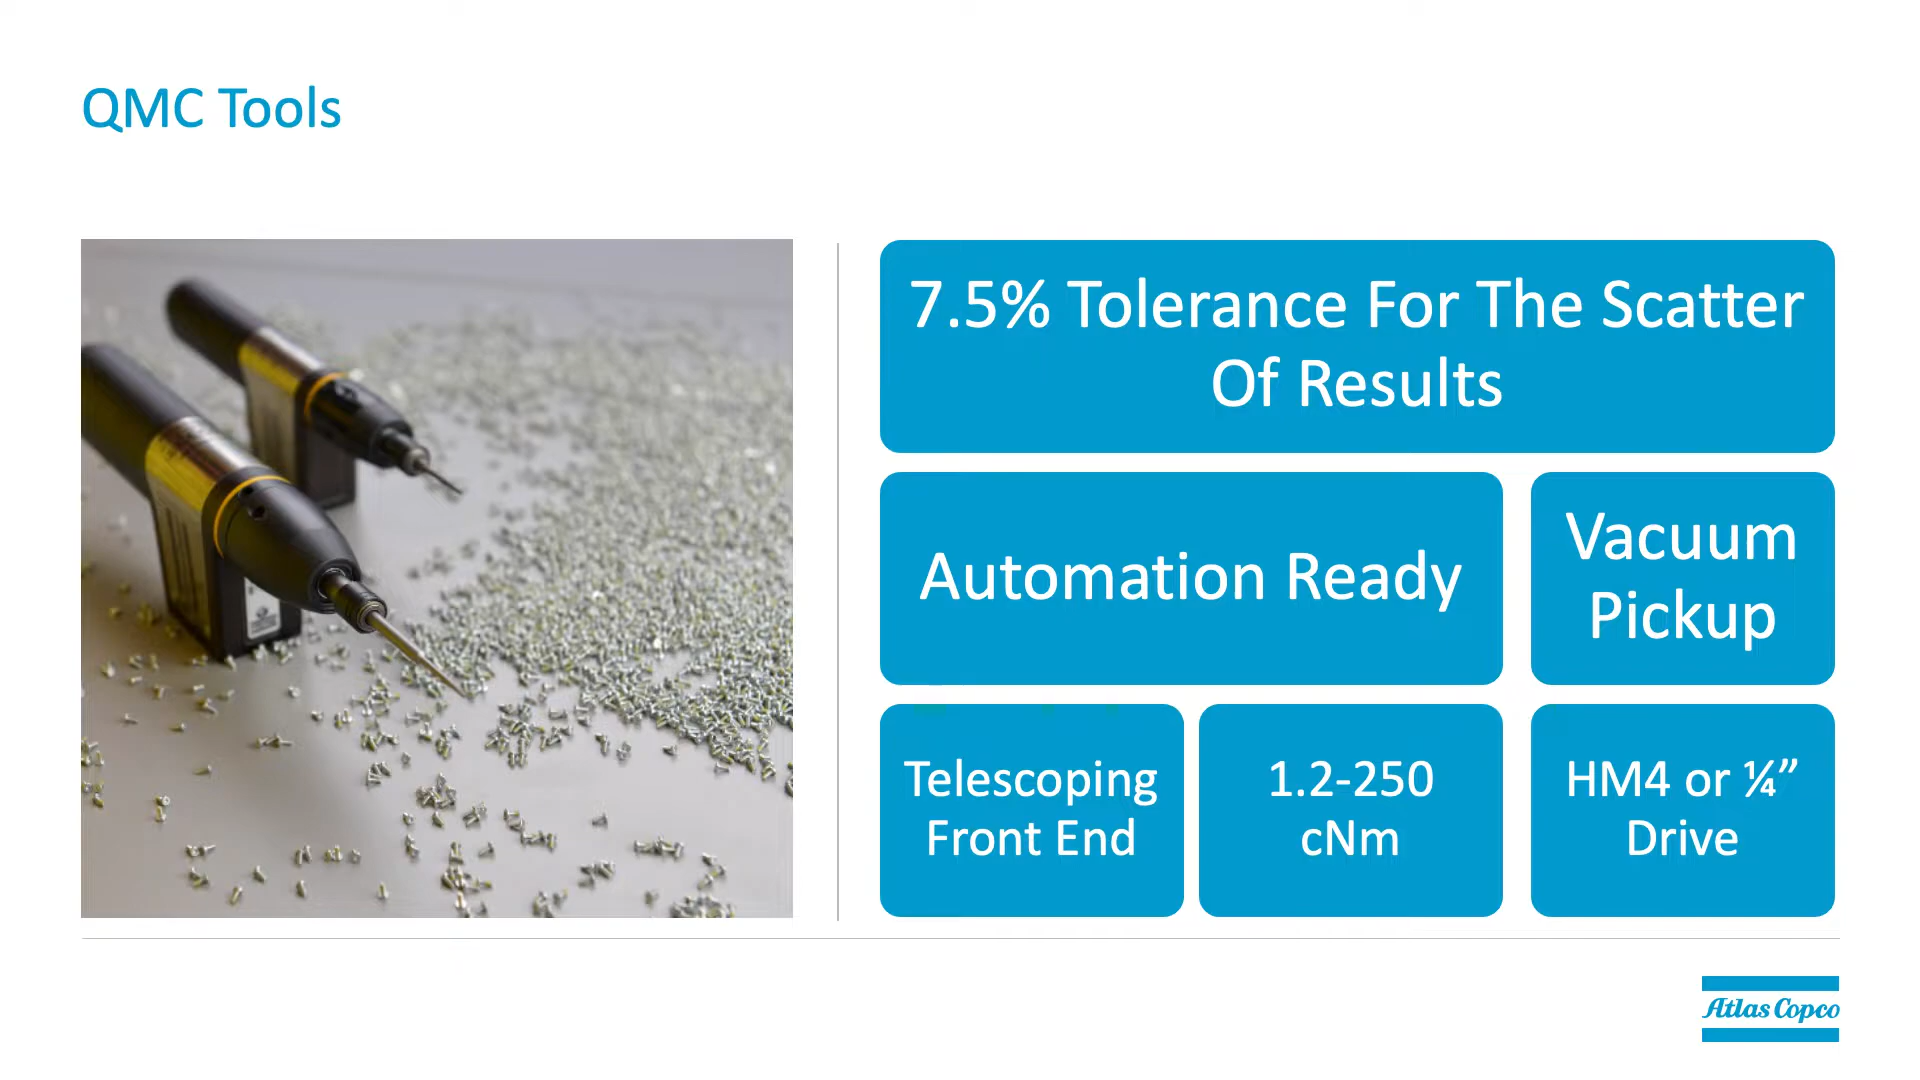 QMC Tools
7.5% Tolerance For The Scatter
Of Results
Automation Ready
Vacuum
Pickup
Telescoping
Front End
1.2-250
cNm
HM4 or ¼”
Drive
Atlas Copco